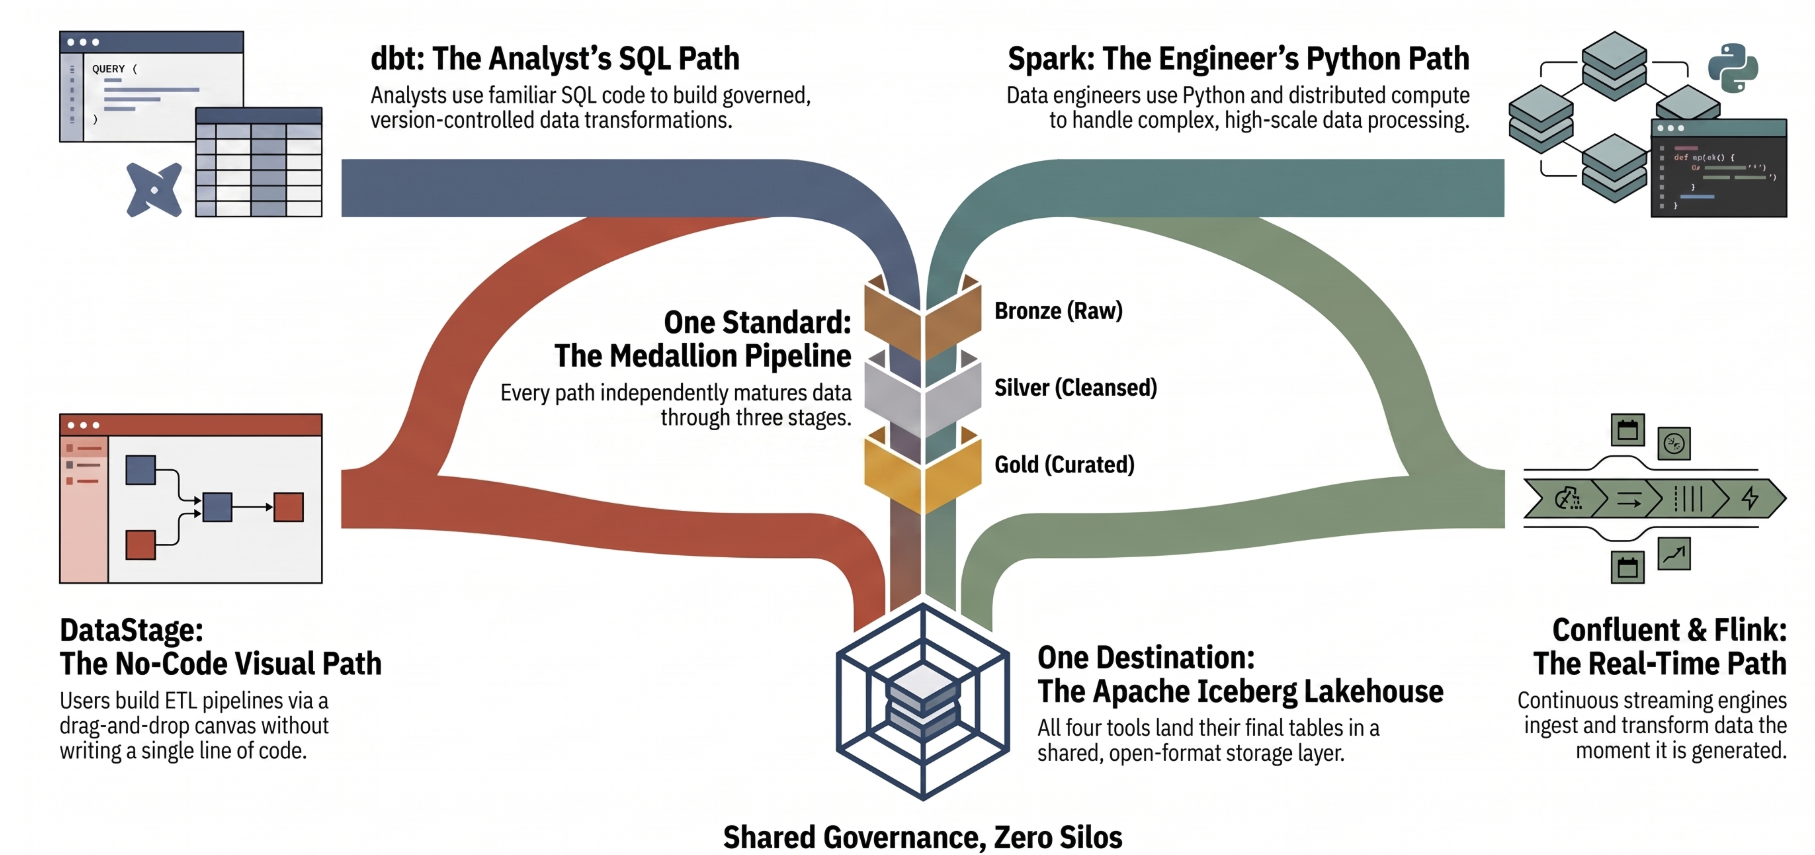 QUERY (
)
dbt: The Analyst’s SQL Path
Analysts use familiar SQL code to build governed,
version-controlled data transformations.
Spark: The Engineer’s Python Path
Data engineers use Python and distributed compute
to handle complex, high-scale data processing.
def
One Standard:
The Medallion Pipeline
Every path independently matures data
through three stages.
Bronze (Raw)
Silver (Cleansed)
Gold (Curated)
DataStage:
The No-Code Visual Path
Users build ETL pipelines via a
drag-and-drop canvas without
writing a single line of code.
One Destination:
The Apache Iceberg Lakehouse
All four tools land their final tables in a
shared, open-format storage layer.
Confluent & Flink:
The Real-Time Path
Continuous streaming engines
ingest and transform data the
moment it is generated.
Shared Governance, Zero Silos